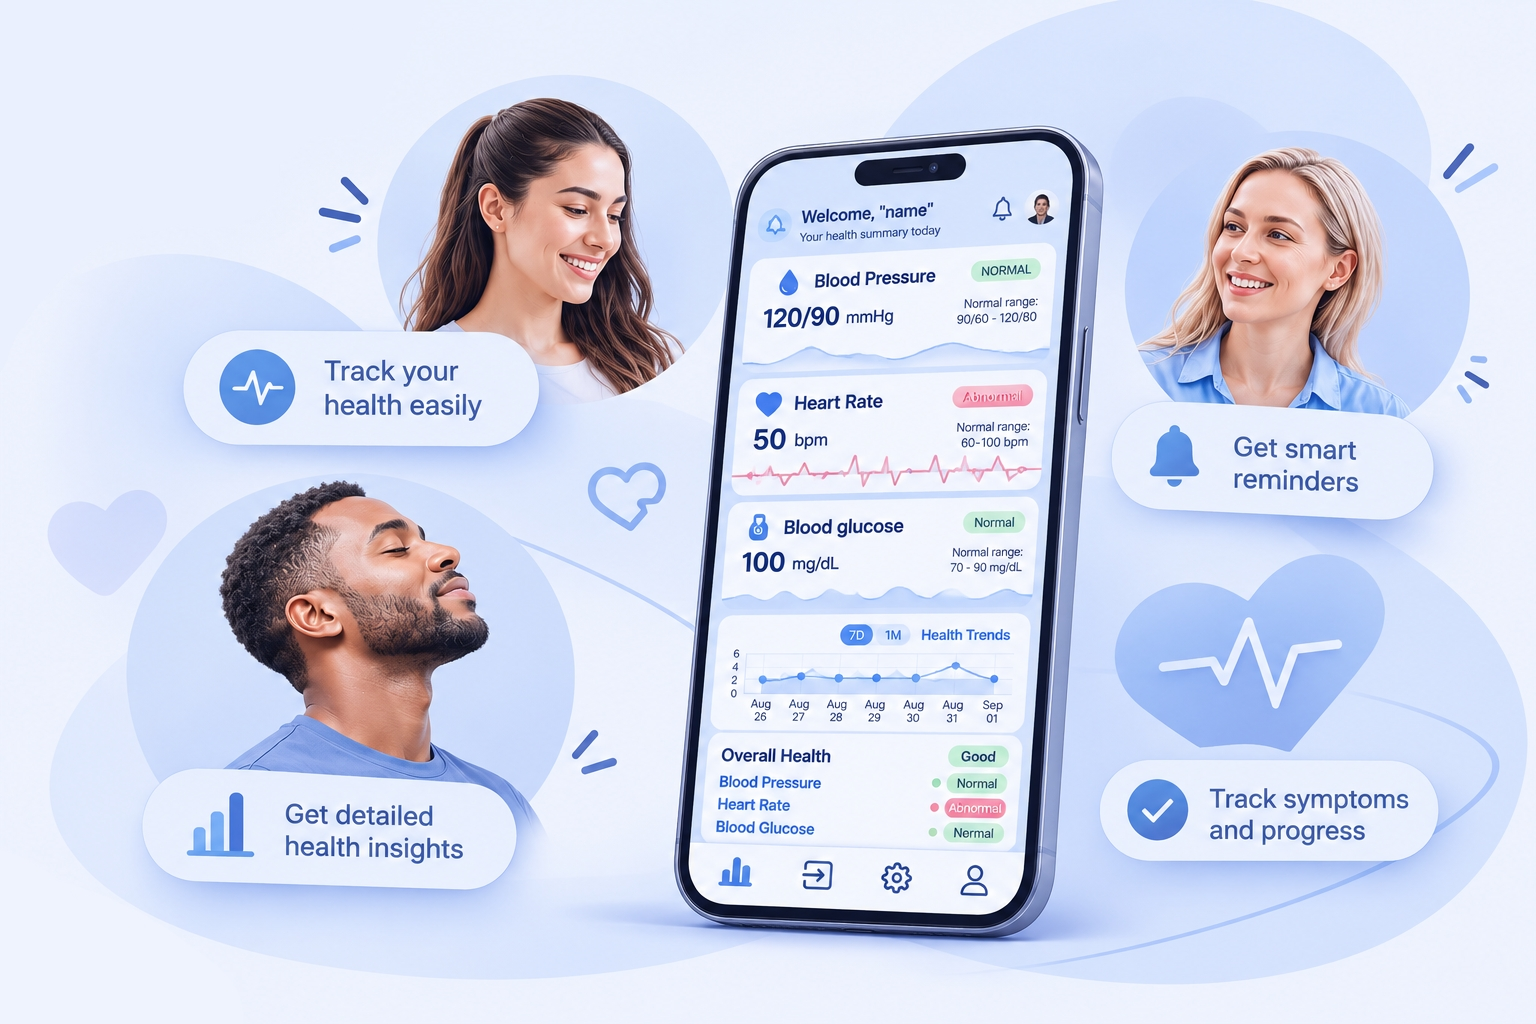 Track your
health easily
Get detailed
health insights
Welcome, "name"
Your health summary today
Blood Pressure
NORMAL
120/90 mmHg
Normal range:
90/60 - 120/80
Heart Rate
Abnormal
50 bpm
Normal range:
60-100 bpm
Blood glucose
Normal
100 mg/dL
Normal range:
70 - 90 mg/dL
7D 1M Health Trends
6
4
2
0
Aug 26
Aug 27
Aug 28
Aug 29
Aug 30
Aug 31
Sep 01
Overall Health Good
Blood Pressure Normal
Heart Rate Abnormal
Blood Glucose Nermal
Get smart
reminders
Track symptoms
and progress